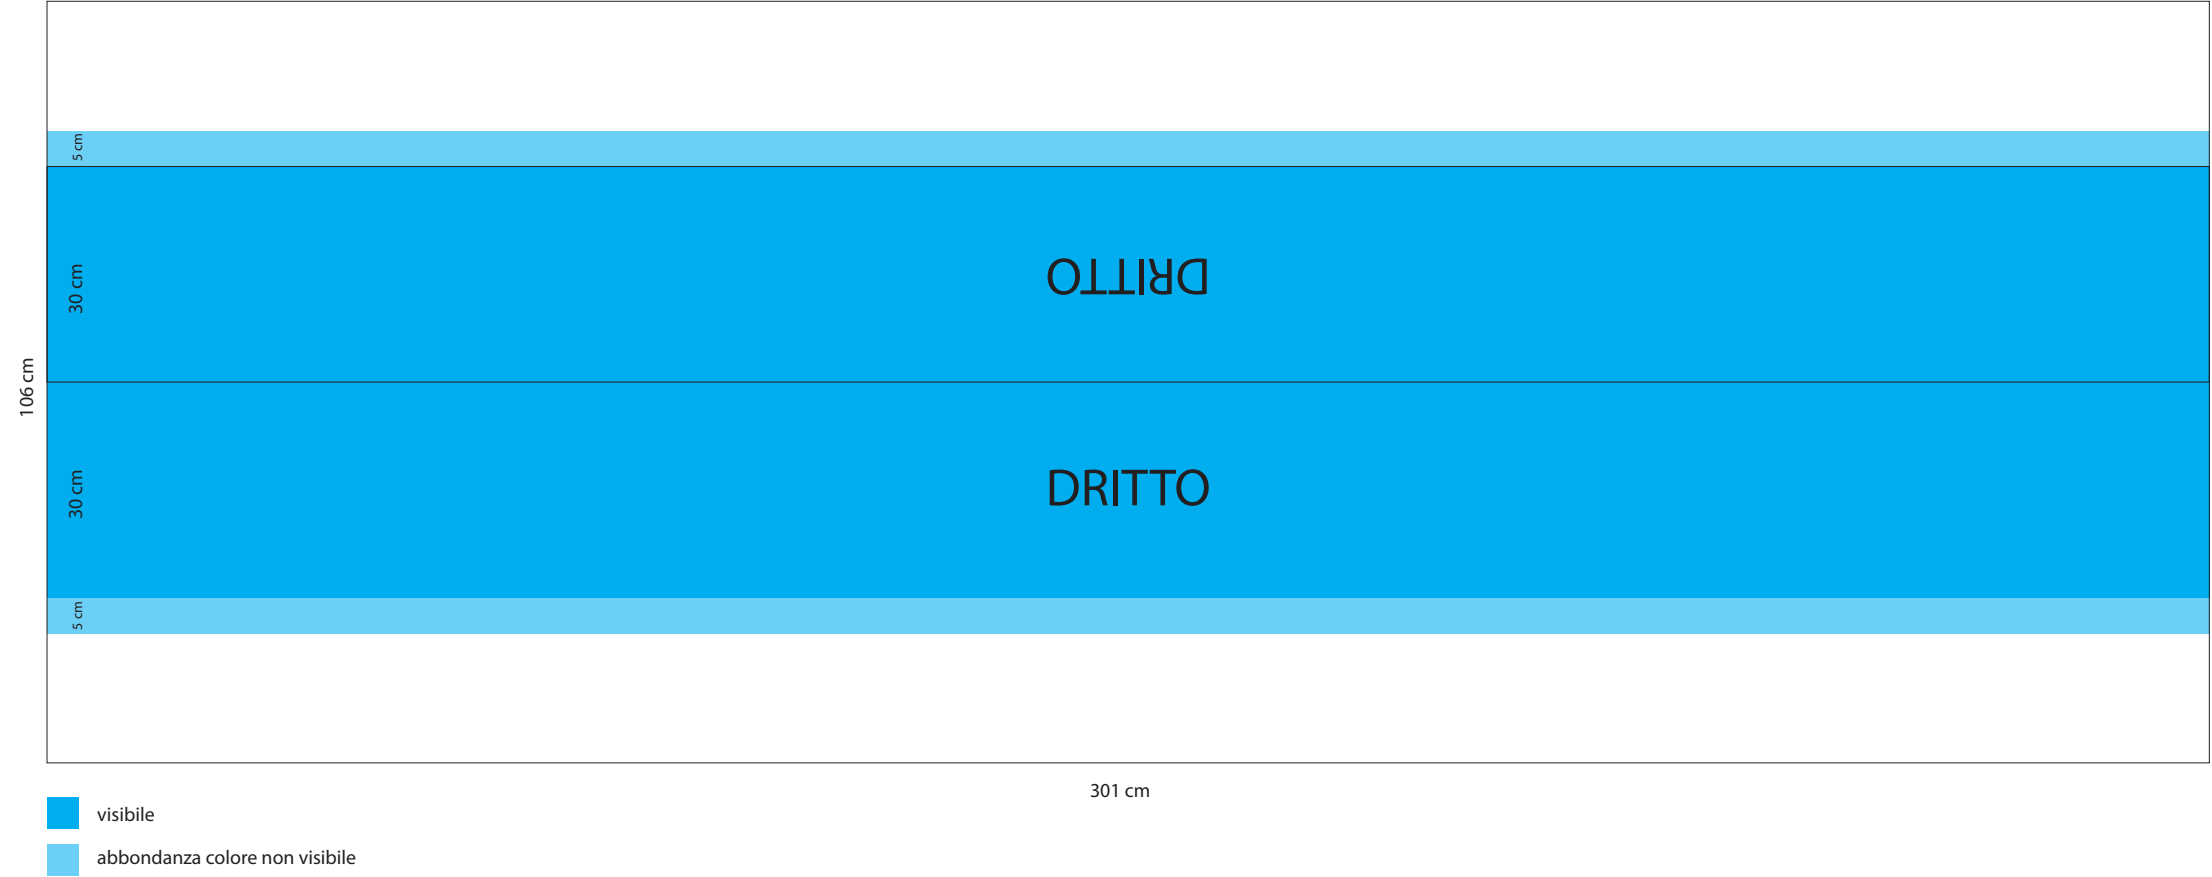 5 cm
30 cm
DRITTO
106 cm
30 cm
DRITTO
5 cm
301 cm
visibile
abbondanza colore non visibile